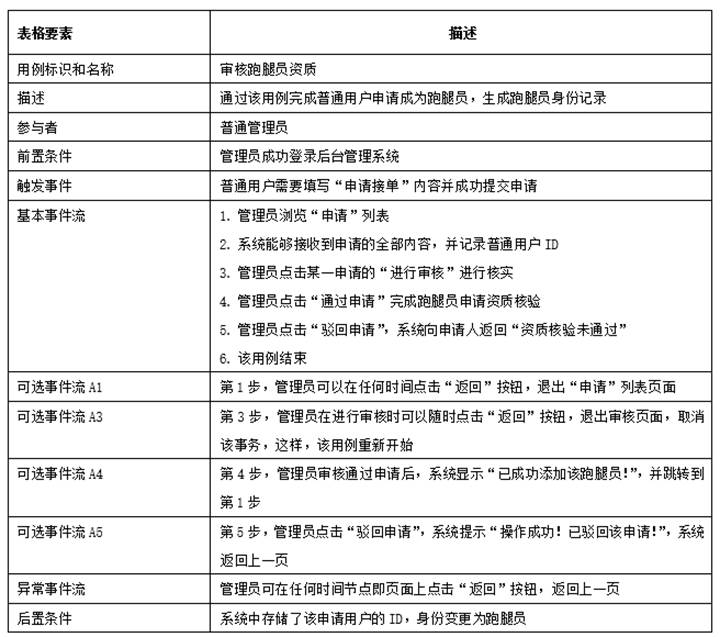 表格要素 描述
用例标识和名称 审核跑腿员资质
描述 通过该用例完成普通用户申请成为跑腿员，生成跑腿员身份记录
参与者 普通管理员
前置条件 管理员成功登录后台管理系统
触发事件 普通用户需要填写“申请接单”内容并成功提交申请
基本事件流 1. 管理员浏览“申请”列表
2. 系统能够接收到申请的全部内容，并记录普通用户 ID
3. 管理员点击某一申请的“进行审核”进行核实
4. 管理员点击“通过申请”完成跑腿员申请资质核验
5. 管理员点击“驳回申请”，系统向申请人返回“资质核验未通过”
6. 该用例结束
可选事件流 A1 第 1 步，管理员可以在任何时间点击“返回”按钮，退出“申请”列表页面
可选事件流 A3 第 3 步，管理员在进行审核时可以随时点击“返回”按钮，退出审核页面，取消
该事务，这样，该用例重新开始
可选事件流 A4 第 4 步，管理员审核通过申请后，系统显示“已成功添加该跑腿员!”，并跳转到
第 1 步
可选事件流 A5 第 5 步，管理员点击“驳回申请”，系统提示“操作成功! 已驳回该申请!”，系统
返回上一页
异常事件流 管理员可在任何时间节点即页面上点击“返回”按钮，返回上一页
后置条件 系统中存储了该申请用户的 ID，身份变更为跑腿员